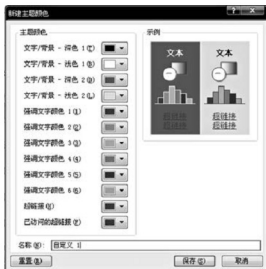 新建主题颜色
主题颜色
文字/背景 - 深色 1(T)
文字/背景 - 浅色 1(B)
文字/背景 - 深色 2(D)
文字/背景 - 浅色 2(L)
强调文字颜色 1(1)
强调文字颜色 2(2)
强调文字颜色 3(3)
强调文字颜色 4(4)
强调文字颜色 5(5)
强调文字颜色 6(6)
超链接(H)
已访问的超链接(F)
示例
文本 文本
超链接 超链接
超链接 超链接
名称(N): 自定义 1
重置(R) 保存(S) 取消